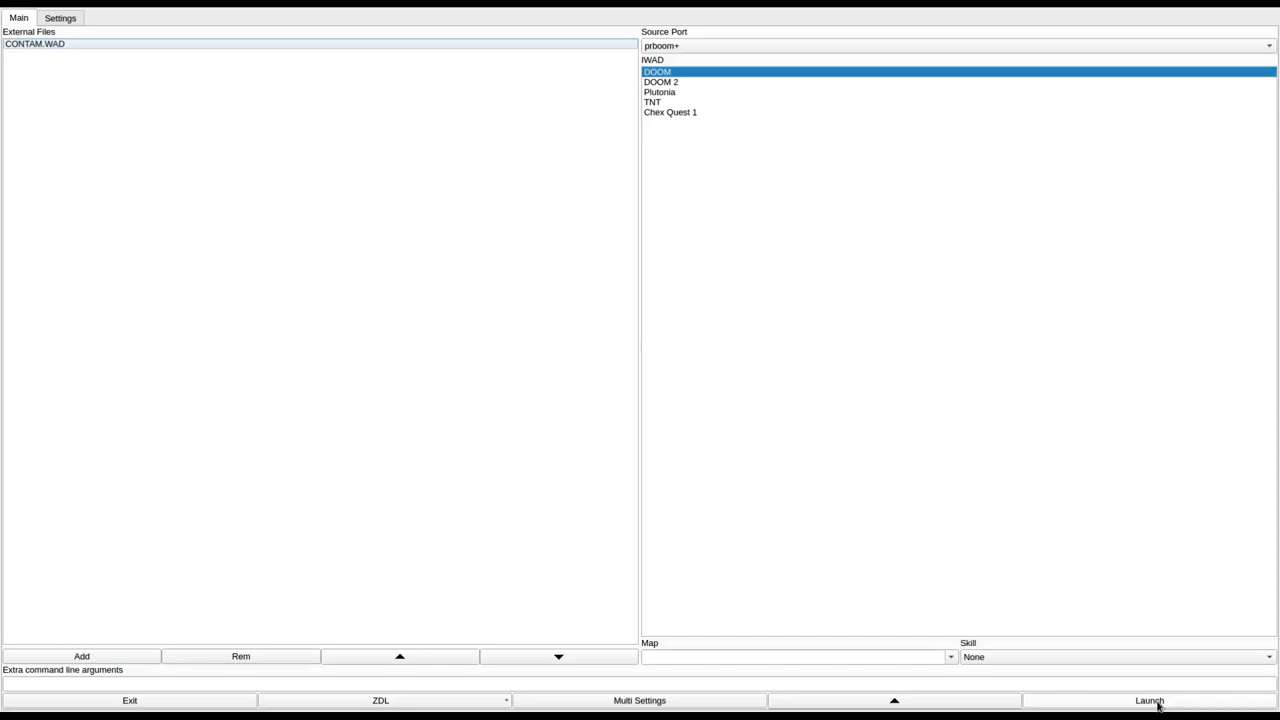 Main Settings
External Files
CONTAM.WAD
Source Port
prboom+
IWAD
DOOM
DOOM 2
Plutonia
TNT
Chex Quest 1
Map Skill
None
Add Rem
Extra command line arguments
Exit ZDL Multi Settings Launch